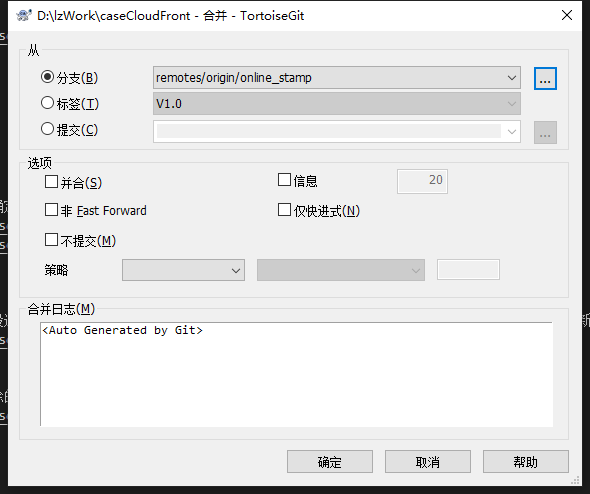 D:\lzWork\caseCloudFront - 合并 - TortoiseGit
从
分支(B)
remotes/origin/online_stamp
...
标签(T)
V1.0
提交(C)
...
选项
并合(S)
信息
20
非 Fast Forward
仅快进式(N)
不提交(M)
策略
合并日志(M)
<Auto Generated by Git>
确定
取消
帮助